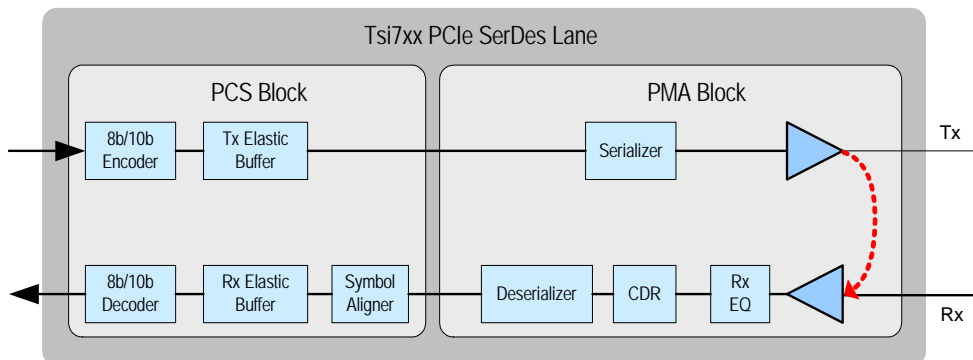 Tsi7xx PCIe SerDes Lane
PCS Block
PMA Block
8b/10b
Encoder
Tx Elastic
Buffer
Serializer
Tx
8b/10b
Decoder
Rx Elastic
Buffer
Symbol
Aligner
Deserializer
CDR
Rx
EQ
Rx